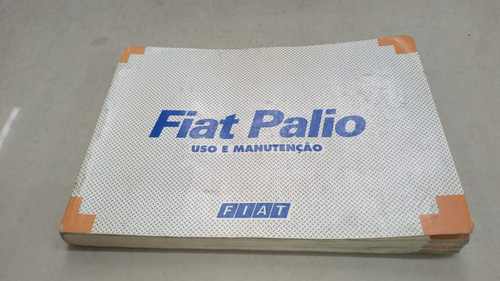 Fiat Palio
USO E MANUTENÇÃO
FIAT